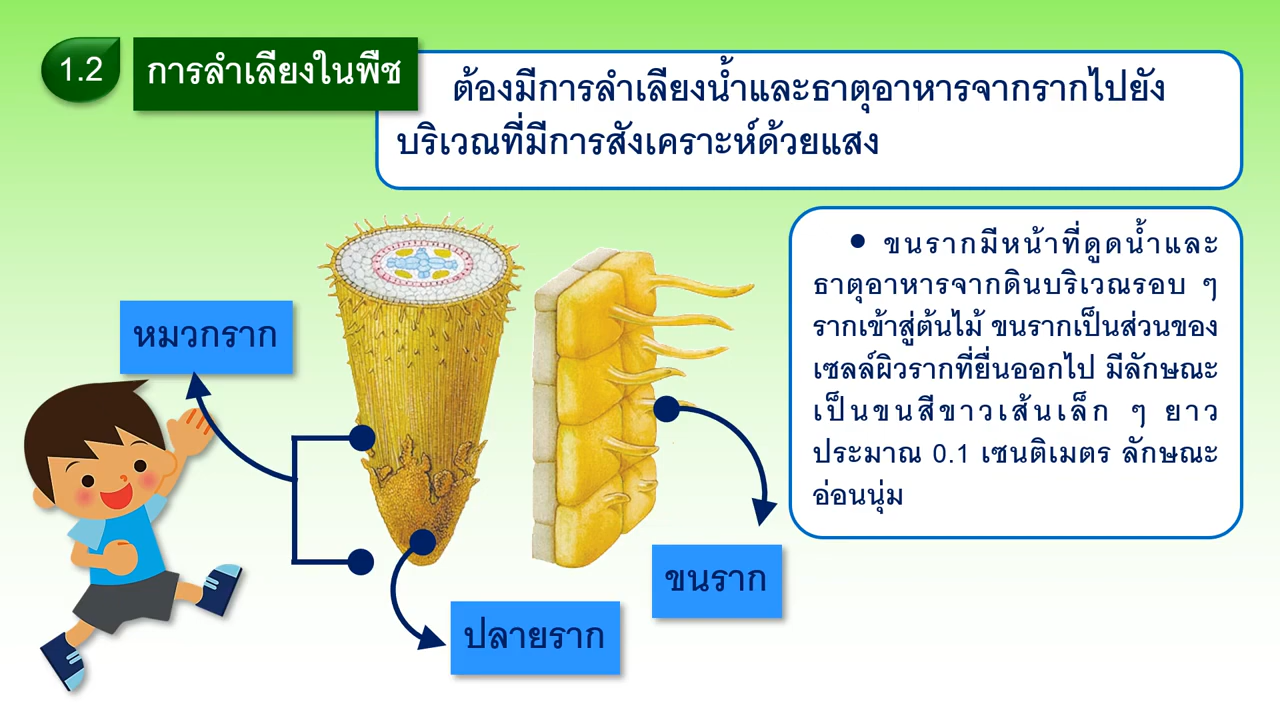 1.2
การลำเลียงในพืช
ต้องมีการลำเลียงน้ำและธาตุอาหารจากรากไปยัง
บริเวณที่มีการสังเคราะห์ด้วยแสง
• ขนรากมีหน้าที่ดูดน้ำและ
ธาตุอาหารจากดินบริเวณรอบ ๆ
รากเข้าสู่ต้นไม้ ขนรากเป็นส่วนของ
เซลล์ผิวรากที่ยื่นออกไป มีลักษณะ
เป็นขนสีขาวเส้นเล็ก ๆ ยาว
ประมาณ 0.1 เซนติเมตร ลักษณะ
อ่อนนุ่ม
หมวกราก
ขนราก
ปลายราก